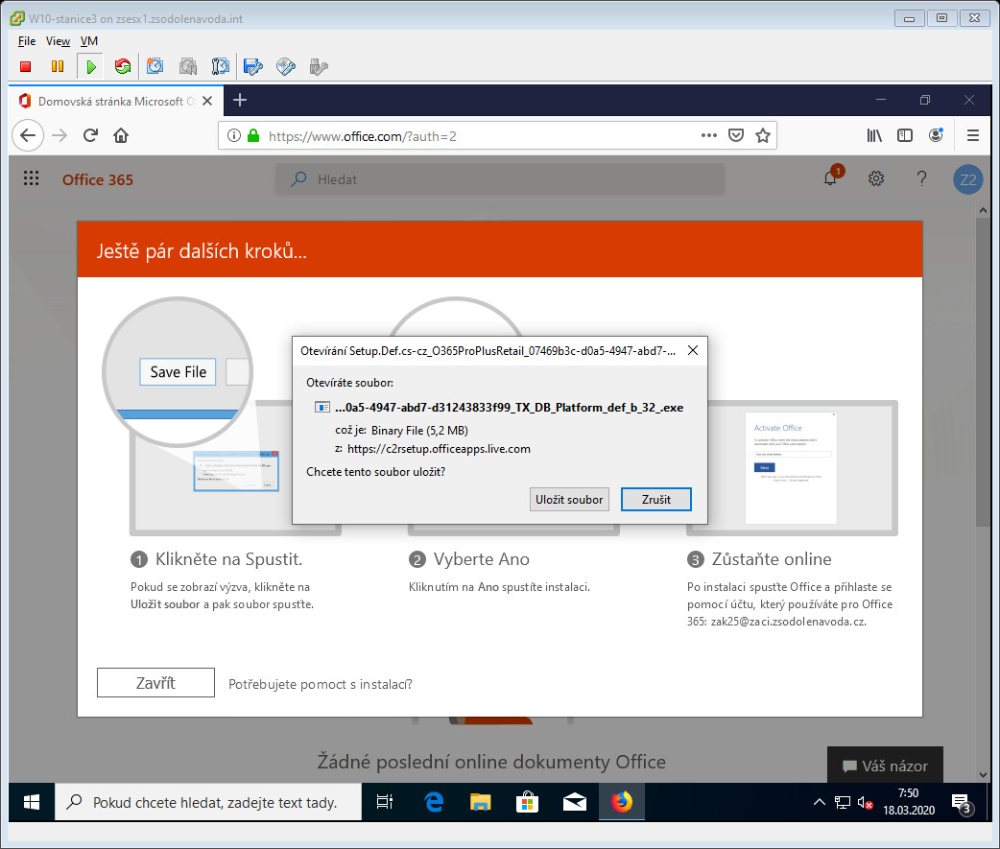 W10-stanice3 on zsesx1.zsodolenavoda.int
File View VM
Domovská stránka Microsoft O
https://www.office.com/?auth=2
Office 365
Hledat
1
Z2
Ještě pár dalších kroků...
Save File
Otevírání Setup.Def.cs-cz_O365ProPlusRetail_07469b3c-d0a5-4947-abd7-...
Otevíráte soubor:
...0a5-4947-abd7-d31243833f99_TX_DB_Platform_def_b_32_.exe
což je: Binary File (5,2 MB)
z: https://c2rsetup.officeapps.live.com
Chcete tento soubor uložit?
Uložit soubor
Zrušit
Activate Office
1 Klikněte na Spustit.
Pokud se zobrazí výzva, klikněte na
Uložit soubor a pak soubor spusťte.
2 Vyberte Ano
Kliknutím na Ano spustíte instalaci.
3 Zůstaňte online
Po instalaci spusťte Office a přihlaste se
pomocí účtu, který používáte pro Office
365: zak25@zaci.zsodolenavoda.cz.
Zavřít
Potřebujete pomoct s instalací?
Žádné poslední online dokumenty Office
Váš názor
Pokud chcete hledat, zadejte text tady.
7:50
18.03.2020
3